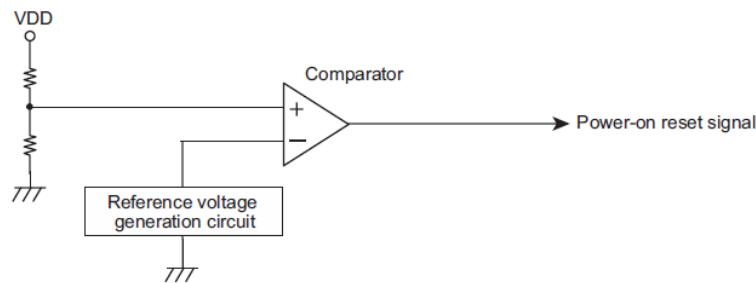 VDD
Comparator
+
−
Power-on reset signal
Reference voltage
generation circuit